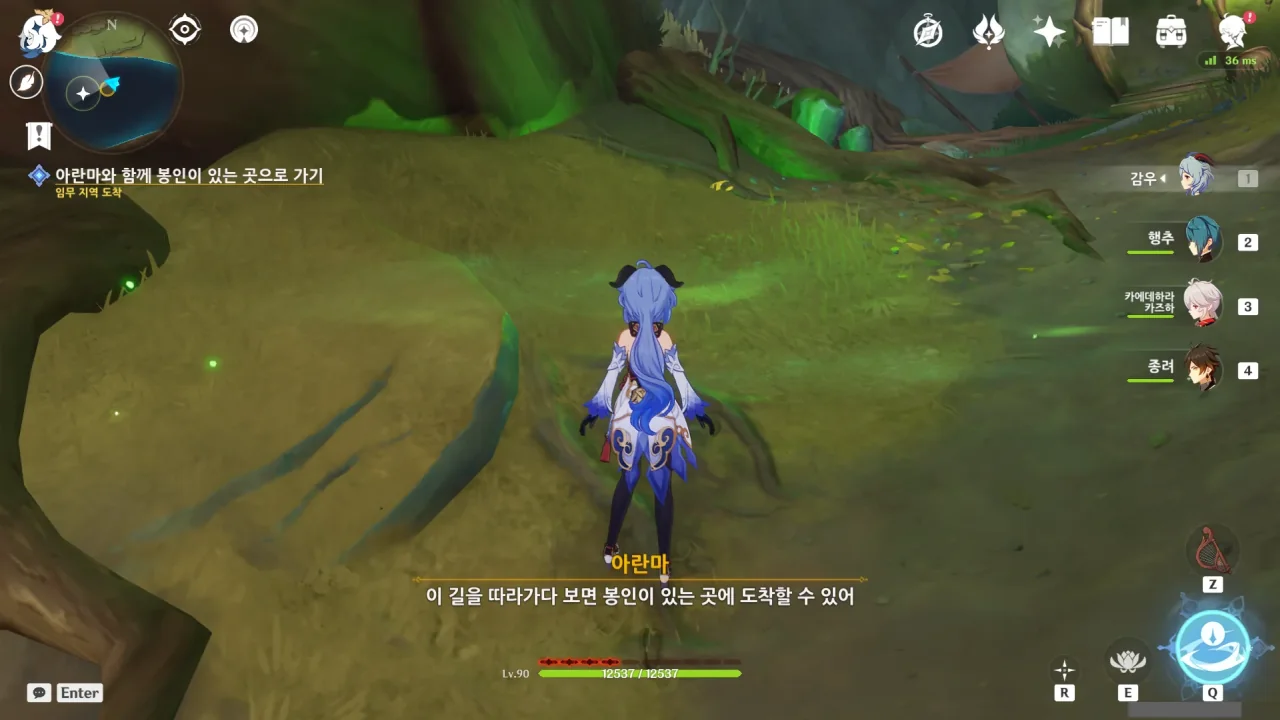 N
36 ms
아란마와 함께 봉인이 있는 곳으로 가기
임무 지역 도착
감우
1
행추
2
카에데하라
카즈하
3
종려
4
아란마
이 길을 따라가다 보면 봉인이 있는 곳에 도착할 수 있어
Z
Lv.90
12537 / 12537
Enter
R
E
Q